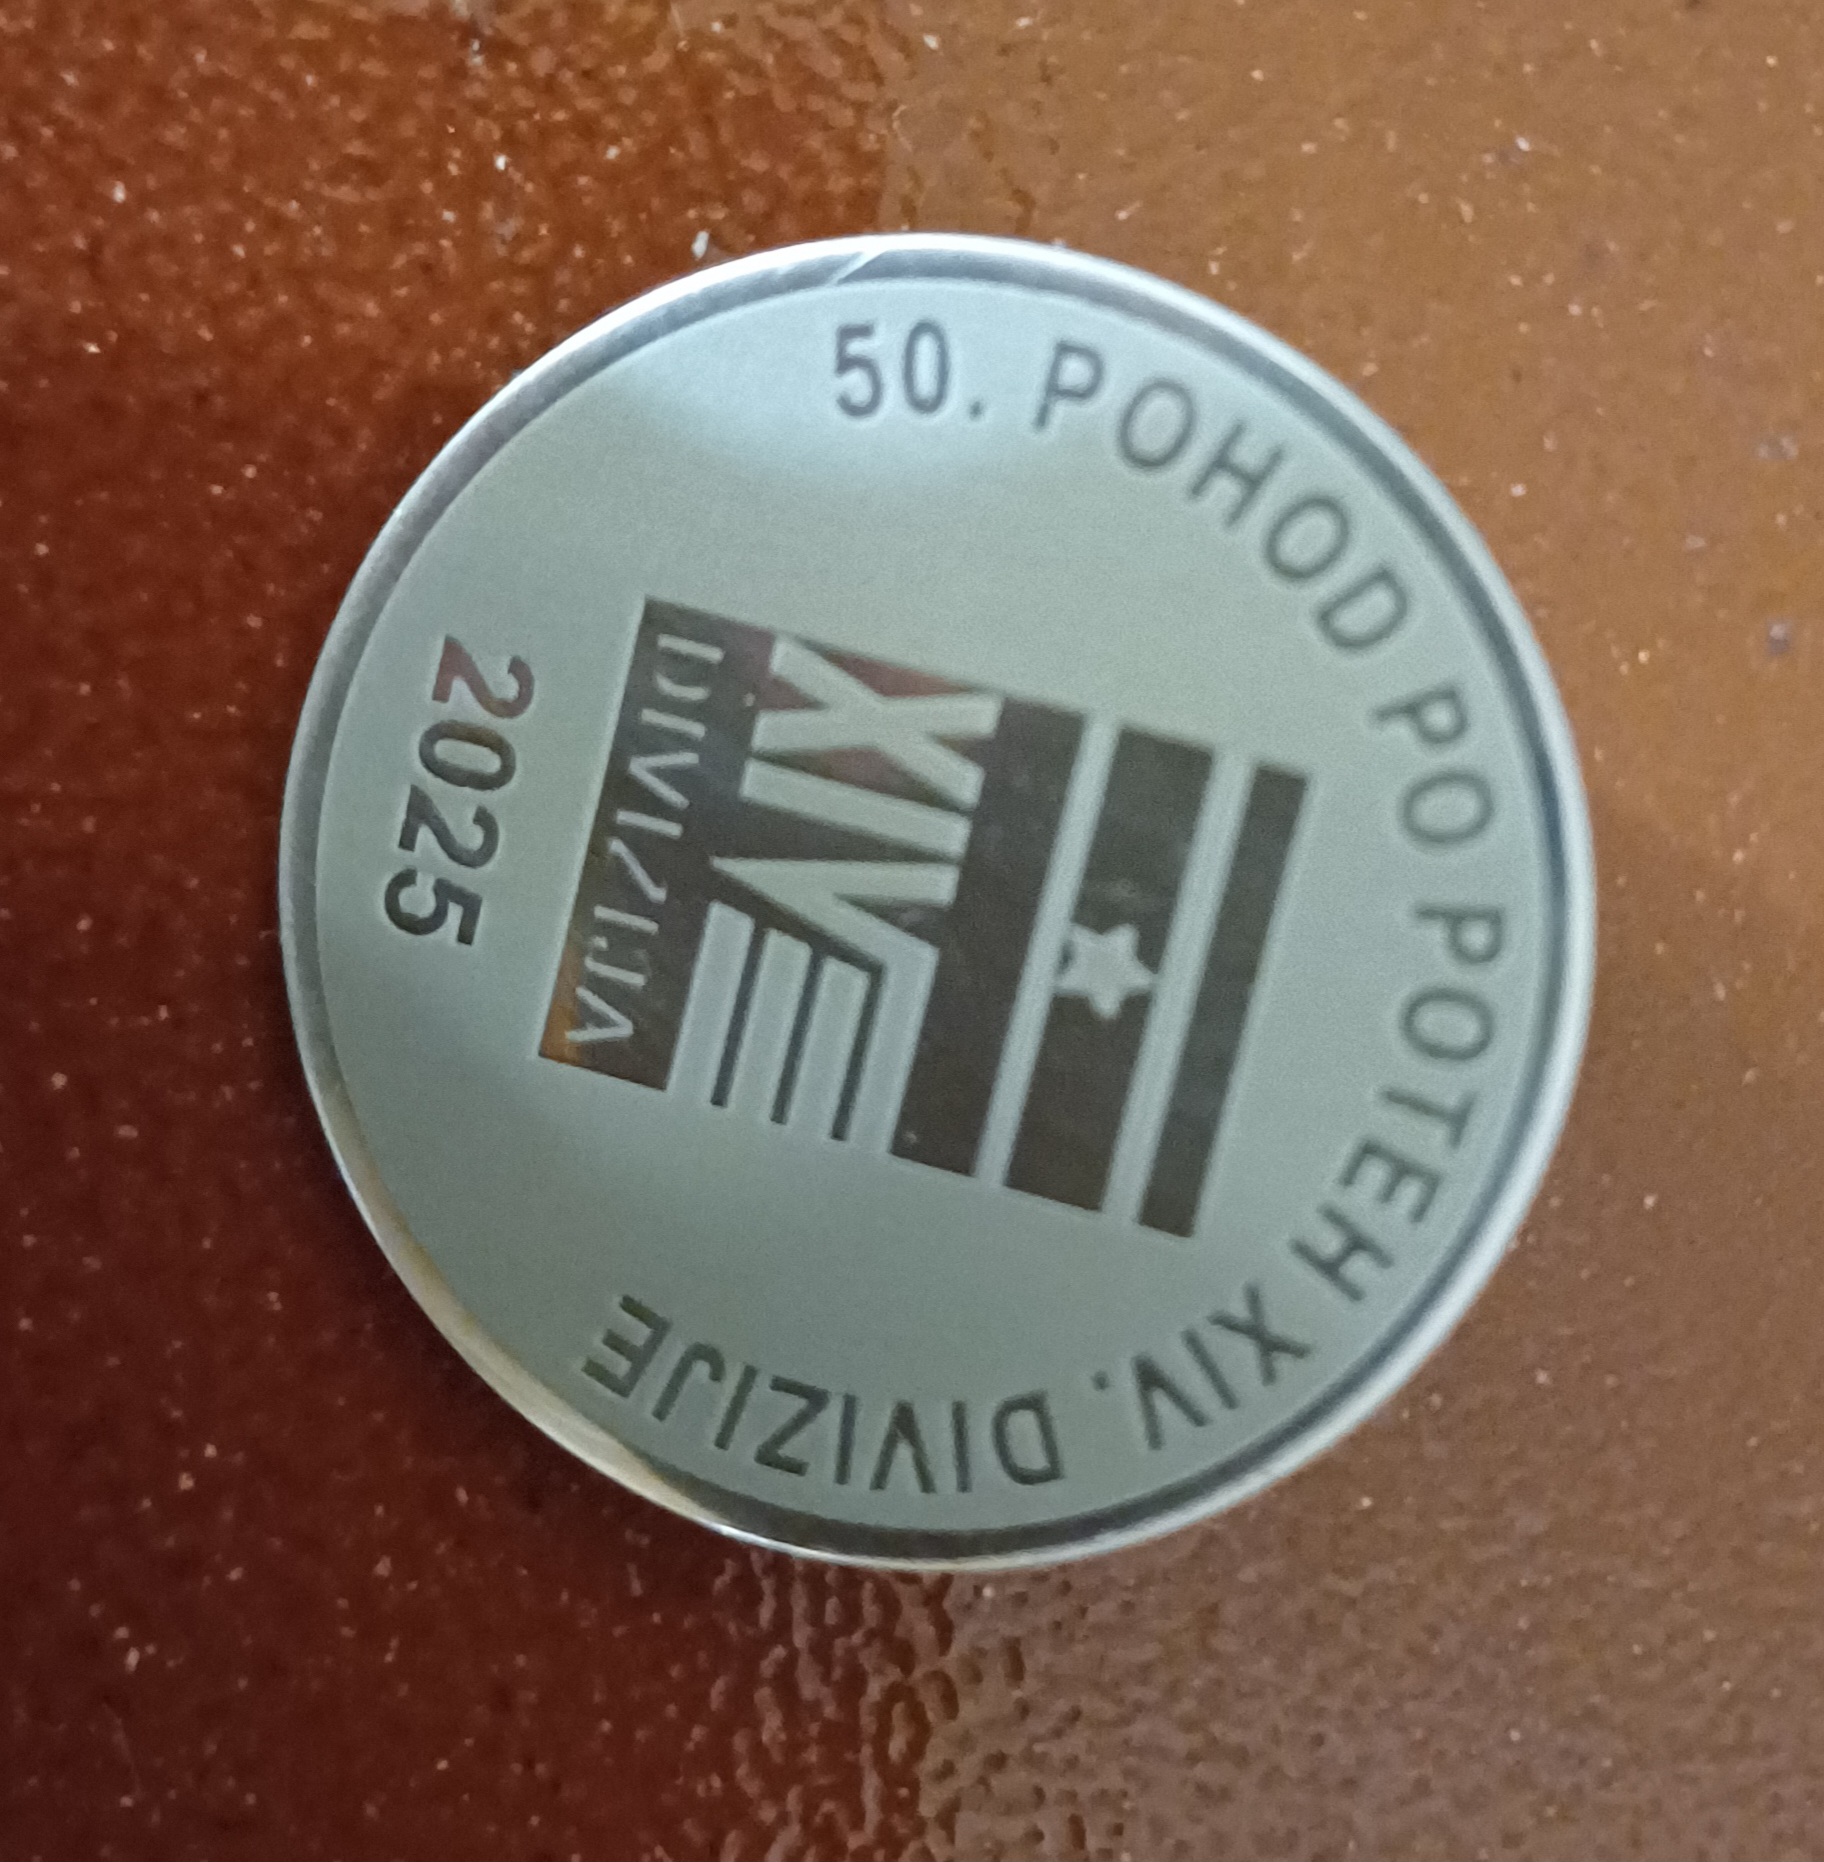 50. POHOD PO POTEH XIV. DIVIZIJE
XIV
DIVIZIJA
2025